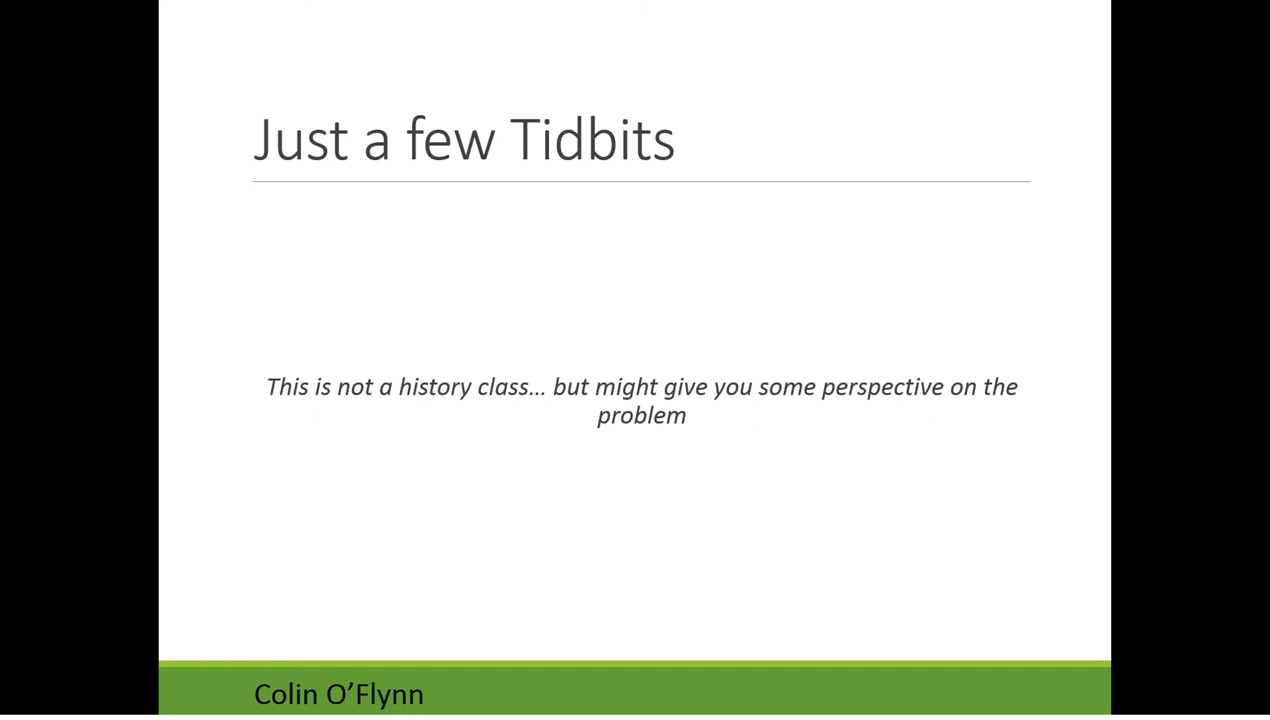 Just a few Tidbits
This is not a history class… but might give you some perspective on the
problem
Colin O’Flynn